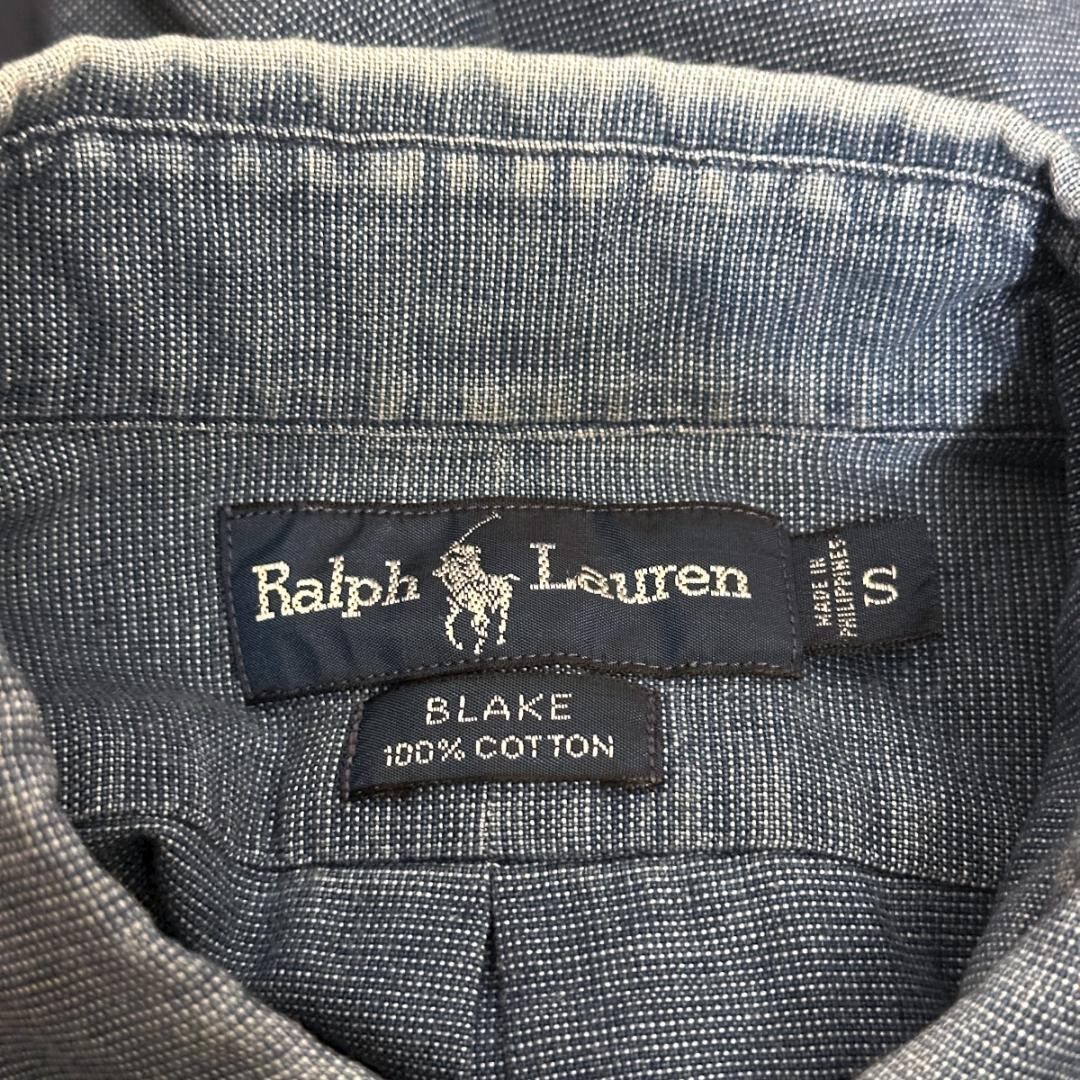 Ralph Lauren
MADE IN
PHILIPPINES
S
BLAKE
100% COTTON